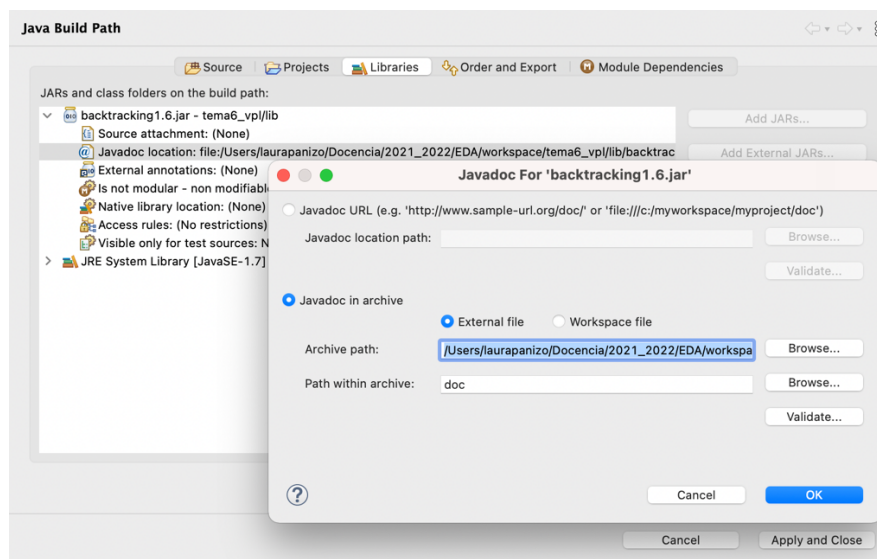 Java Build Path
Source
Projects
Libraries
Order and Export
Module Dependencies
JARs and class folders on the build path:
backtracking1.6.jar - tema6_vpl/lib
Source attachment: (None)
Javadoc location: file:/Users/laurapanizo/Docencia/2021_2022/EDA/workspace/tema6_vpl/lib/backtrac
External annotations: (None)
Is not modular - non modifiabl
Native library location: (None)
Access rules: (No restrictions)
Visible only for test sources: N
JRE System Library [JavaSE-1.7]
Add JARs...
Add External JARs...
Javadoc For 'backtracking1.6.jar'
Javadoc URL (e.g. 'http://www.sample-url.org/doc/' or 'file:///c:/myworkspace/myproject/doc')
Javadoc location path:
Browse...
Validate...
Javadoc in archive
External file
Workspace file
Archive path:
/Users/laurapanizo/Docencia/2021_2022/EDA/workspa
Browse...
Path within archive:
doc
Browse...
Validate...
?
Cancel
OK
Cancel
Apply and Close